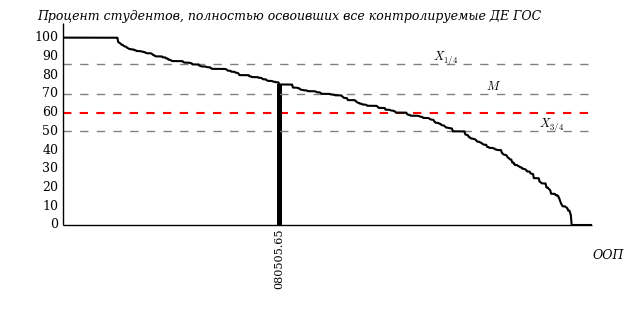 Процент студентов, полностью освоивших все контролируемые ДЕ ГОС
100
90
X1/4
80
M
70
60
X3/4
50
40
30
20
10
0
080505.65
ООП